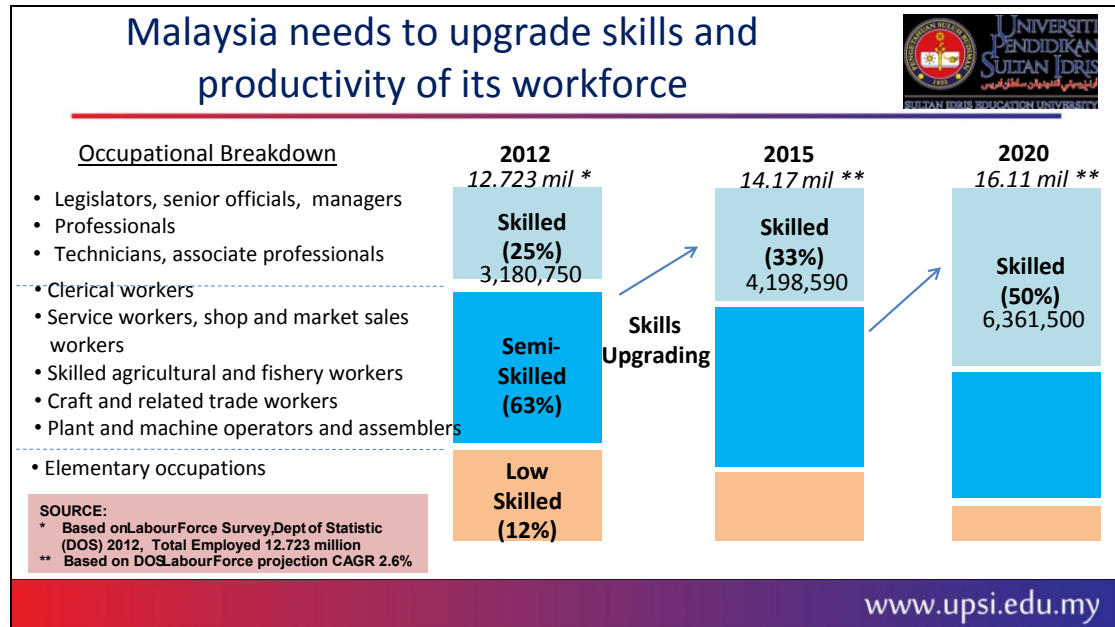 Malaysia needs to upgrade skills and
productivity of its workforce
UNIVERSITI
PENDIDIKAN
SULTAN IDRIS
SULTAN IDRIS EDUCATION UNIVERSITY
Occupational Breakdown
• Legislators, senior officials, managers
• Professionals
• Technicians, associate professionals
• Clerical workers
• Service workers, shop and market sales
workers
• Skilled agricultural and fishery workers
• Craft and related trade workers
• Plant and machine operators and assemblers
• Elementary occupations
2012
12.723 mil *
Skilled
(25%)
3,180,750
Semi-
Skilled
(63%)
Low
Skilled
(12%)
Skills
Upgrading
2015
14.17 mil **
Skilled
(33%)
4,198,590
2020
16.11 mil **
Skilled
(50%)
6,361,500
SOURCE:
* Based onLabourForce Survey,Dept of Statistic
(DOS) 2012, Total Employed 12.723 million
** Based on DOSLabourForce projection CAGR 2.6%
www.upsi.edu.my